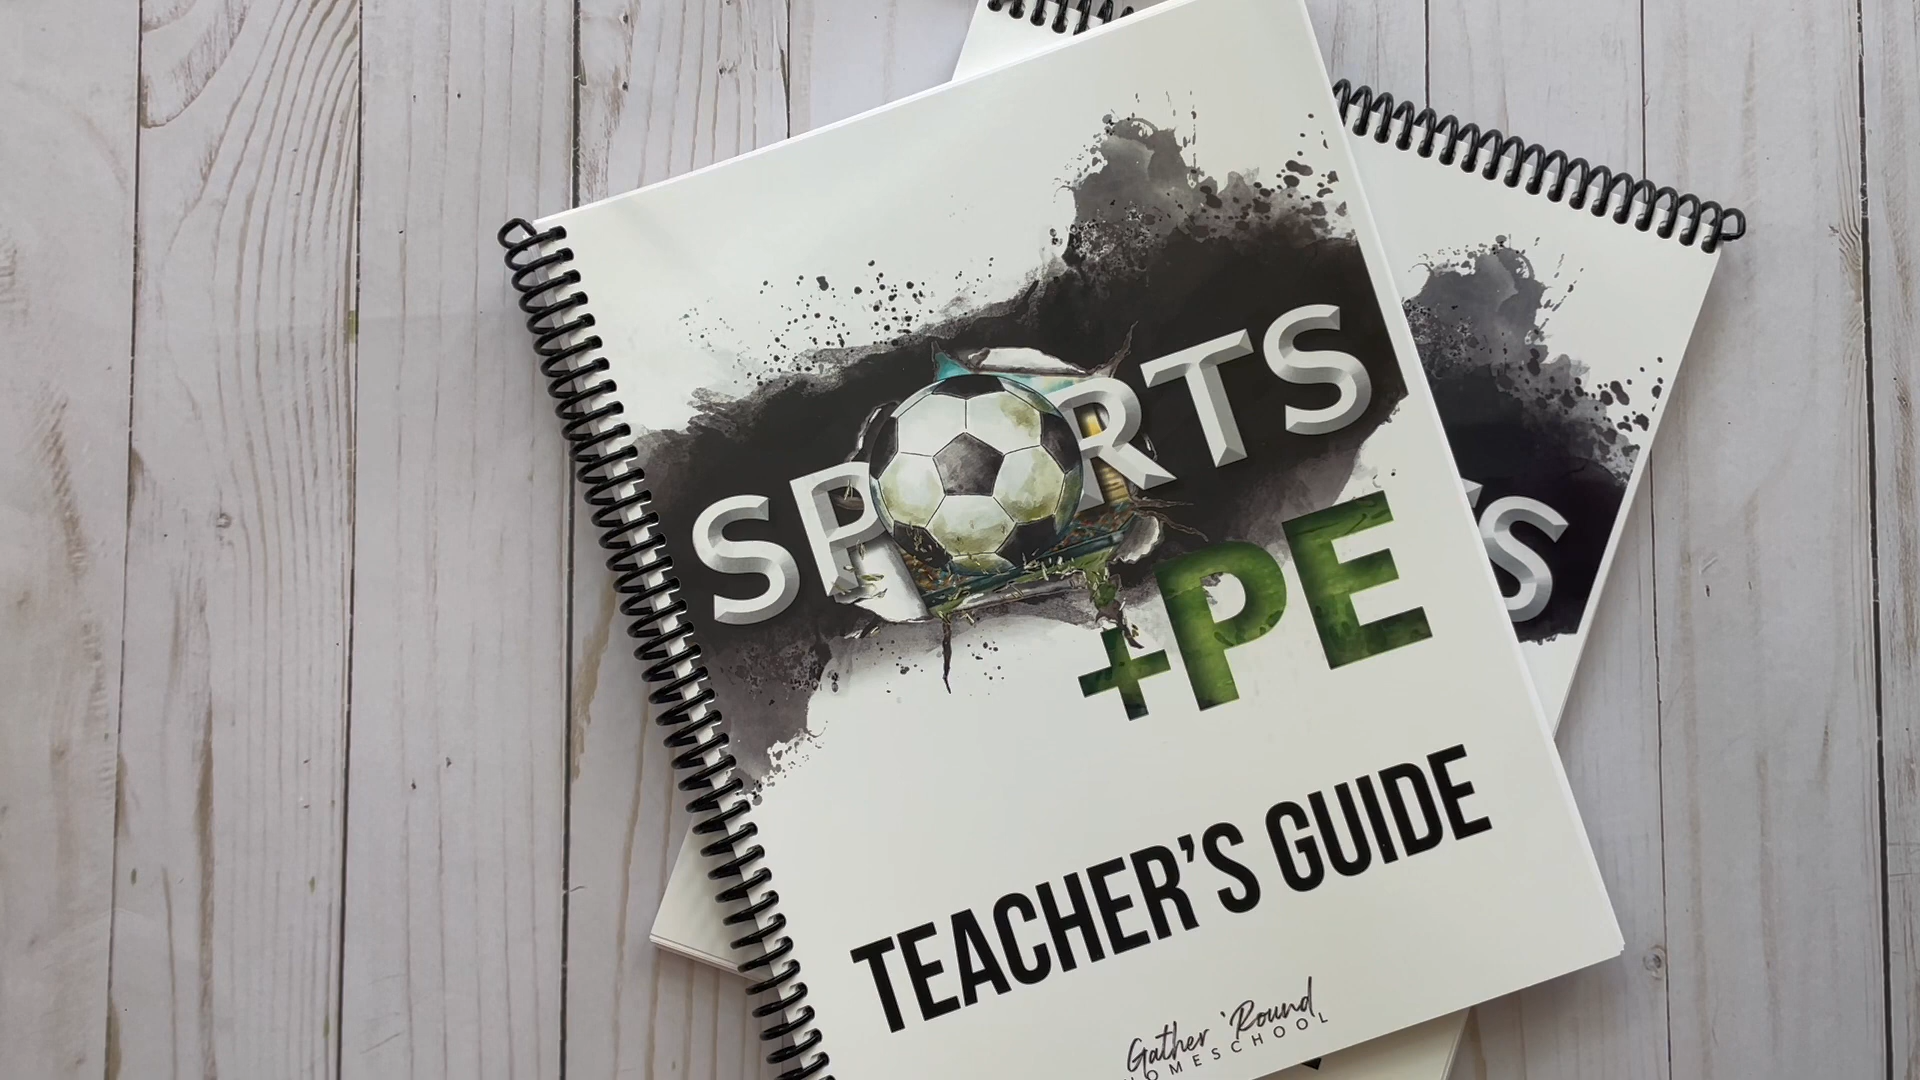 SPORTS
+PE
TEACHER'S GUIDE
Gather 'Round
HOMESCHOOL